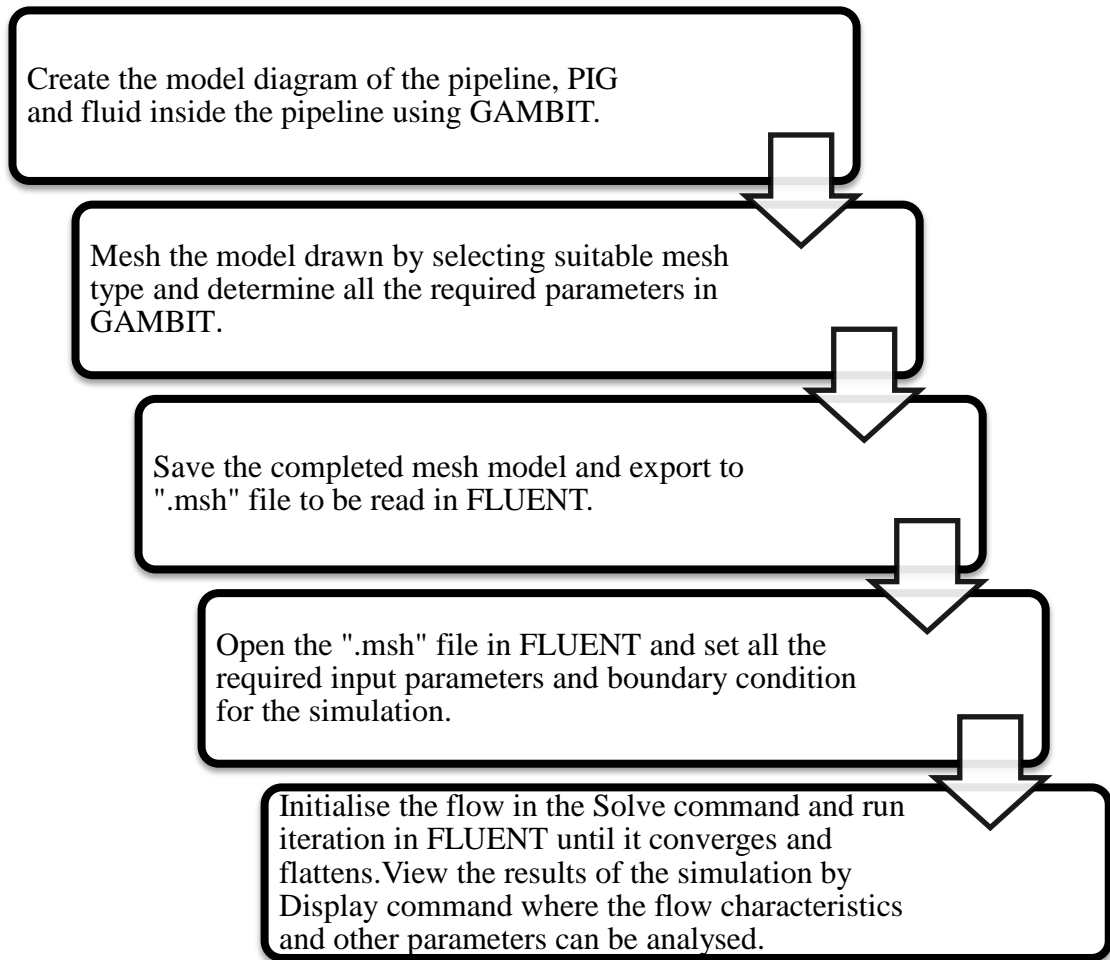 Create the model diagram of the pipeline, PIG
and fluid inside the pipeline using GAMBIT.
Mesh the model drawn by selecting suitable mesh
type and determine all the required parameters in
GAMBIT.
Save the completed mesh model and export to
".msh" file to be read in FLUENT.
Open the ".msh" file in FLUENT and set all the
required input parameters and boundary condition
for the simulation.
Initialise the flow in the Solve command and run
iteration in FLUENT until it converges and
flattens.View the results of the simulation by
Display command where the flow characteristics
and other parameters can be analysed.